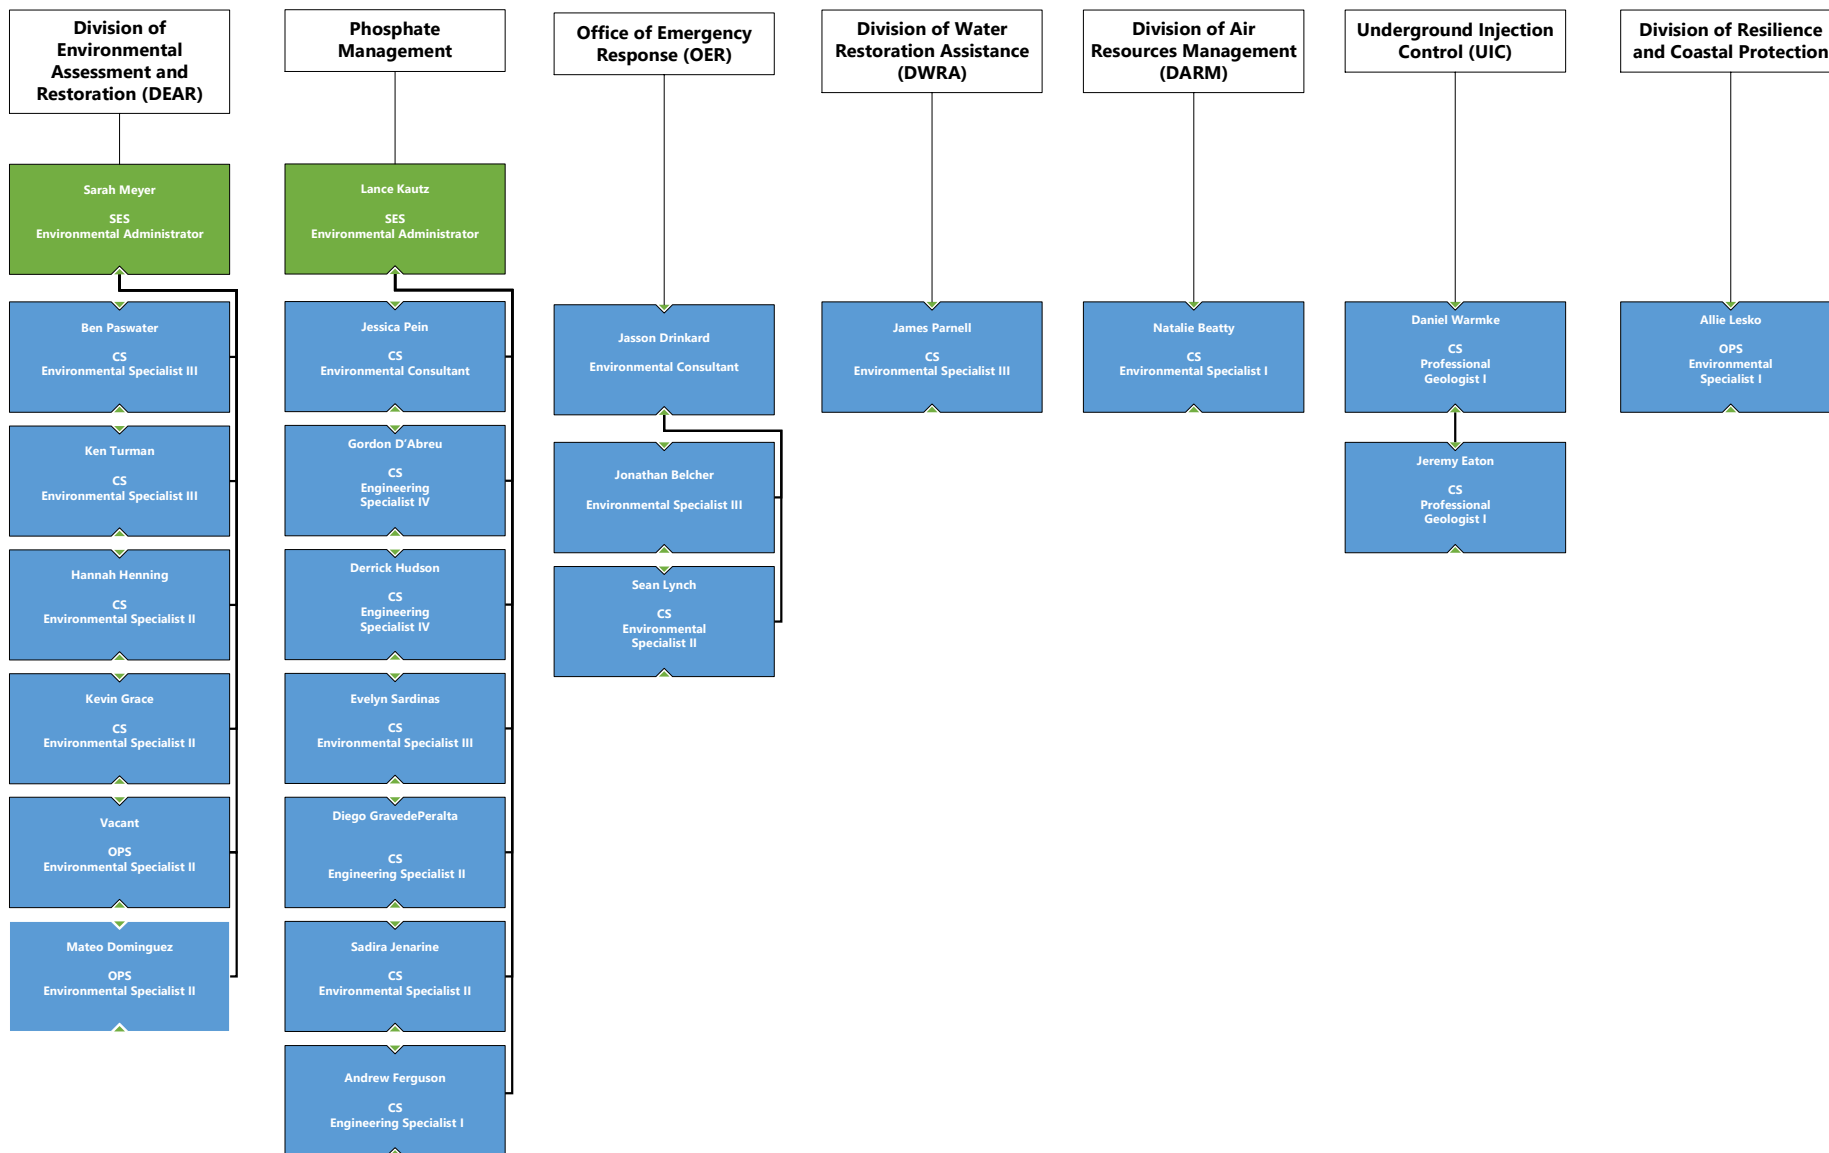 Division of
Environmental
Assessment and
Restoration (DEAR)
Sarah Meyer
SES
Environmental Administrator
Ben Paswater
CS
Environmental Specialist III
Ken Turman
CS
Environmental Specialist III
Hannah Henning
CS
Environmental Specialist II
Kevin Grace
CS
Environmental Specialist II
Vacant
OPS
Environmental Specialist II
Mateo Dominguez
OPS
Environmental Specialist II
Phosphate
Management
Lance Kautz
SES
Environmental Administrator
Jessica Pein
CS
Environmental Consultant
Gordon D'Abreu
CS
Engineering
Specialist IV
Derrick Hudson
CS
Engineering
Specialist IV
Evelyn Sardinas
CS
Environmental Specialist III
Diego GravedePeralta
CS
Engineering Specialist II
Sadira Jenarine
CS
Environmental Specialist II
Andrew Ferguson
CS
Engineering Specialist I
Office of Emergency
Response (OER)
Jasson Drinkard
Environmental Consultant
Jonathan Belcher
Environmental Specialist III
Sean Lynch
CS
Environmental
Specialist II
Division of Water
Restoration Assistance
(DWRA)
James Parnell
CS
Environmental Specialist III
Division of Air
Resources Management
(DARM)
Natalie Beatty
CS
Environmental Specialist I
Underground Injection
Control (UIC)
Daniel Warmke
CS
Professional
Geologist I
Jeremy Eaton
CS
Professional
Geologist I
Division of Resilience
and Coastal Protection
Allie Lesko
OPS
Environmental
Specialist I